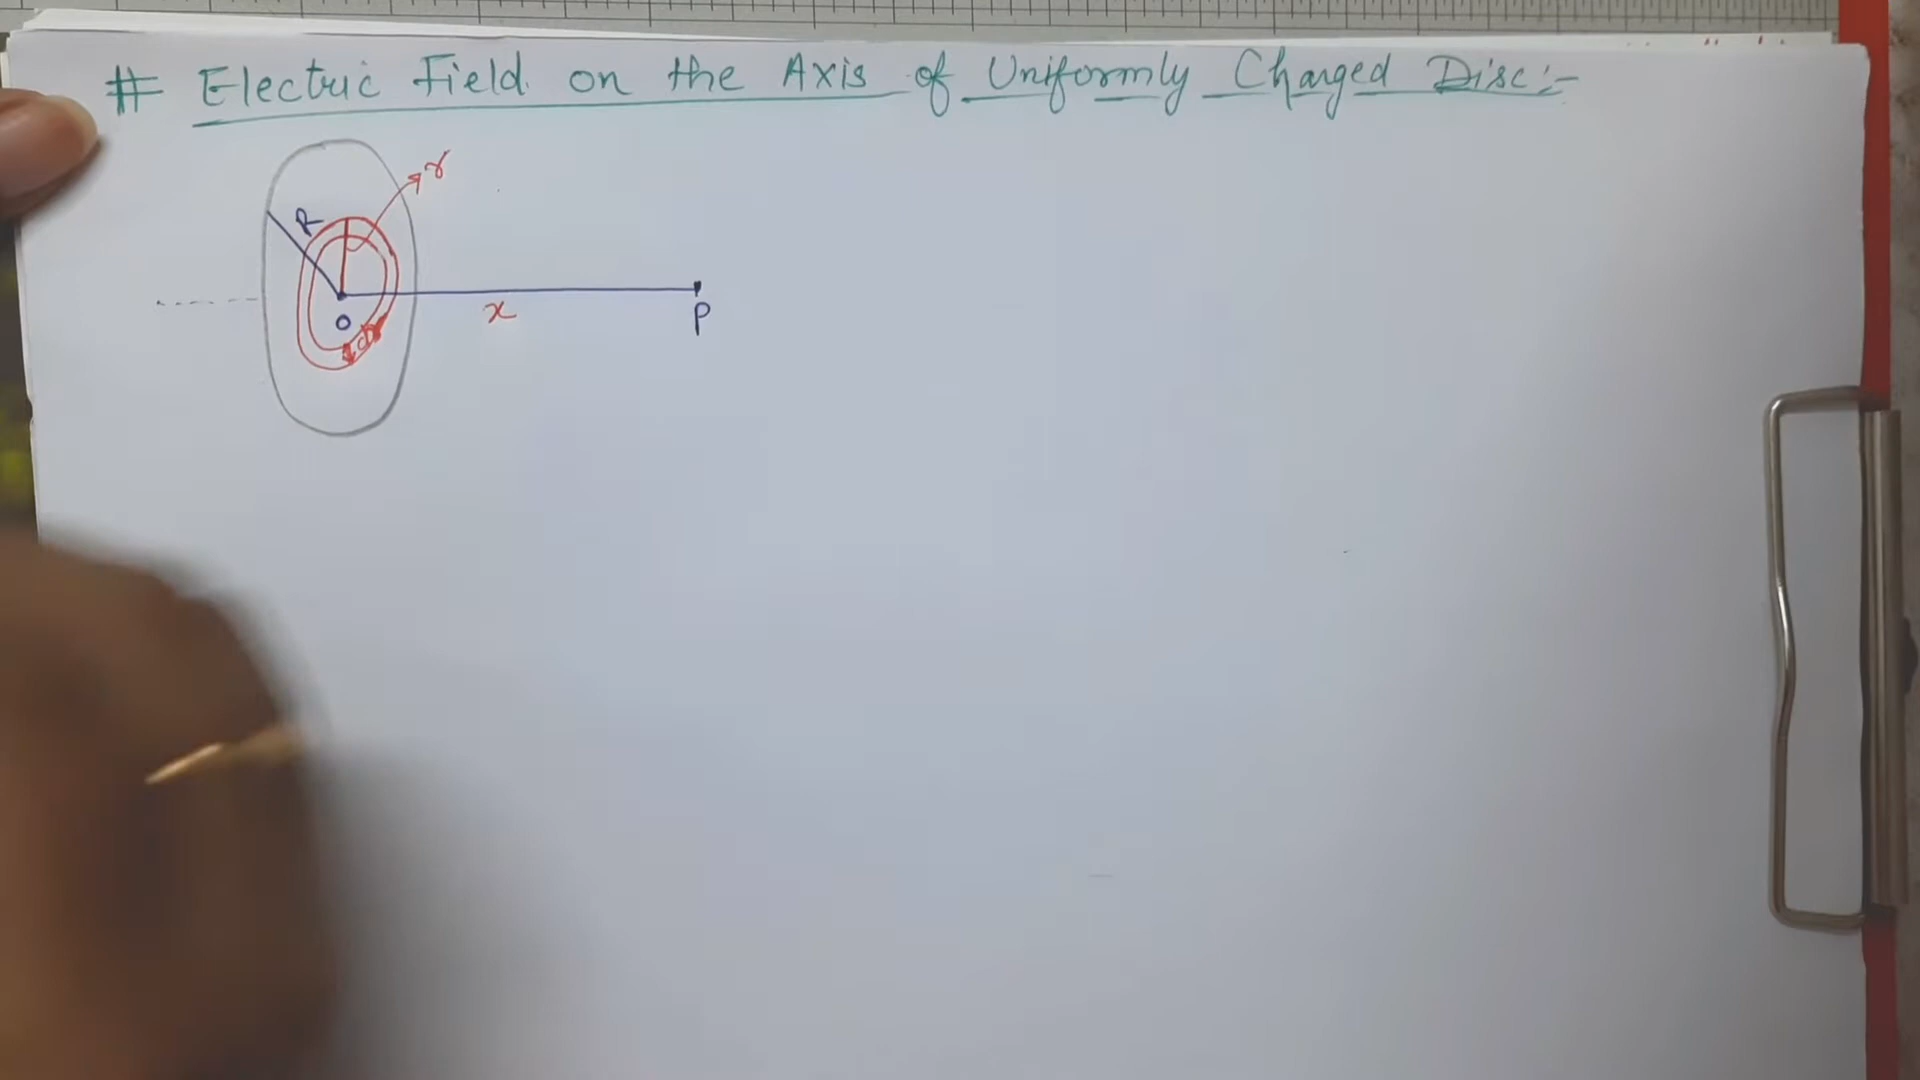 # Electric Field on the Axis of Uniformly Charged Disc :-
r
R
x
O
P
dr